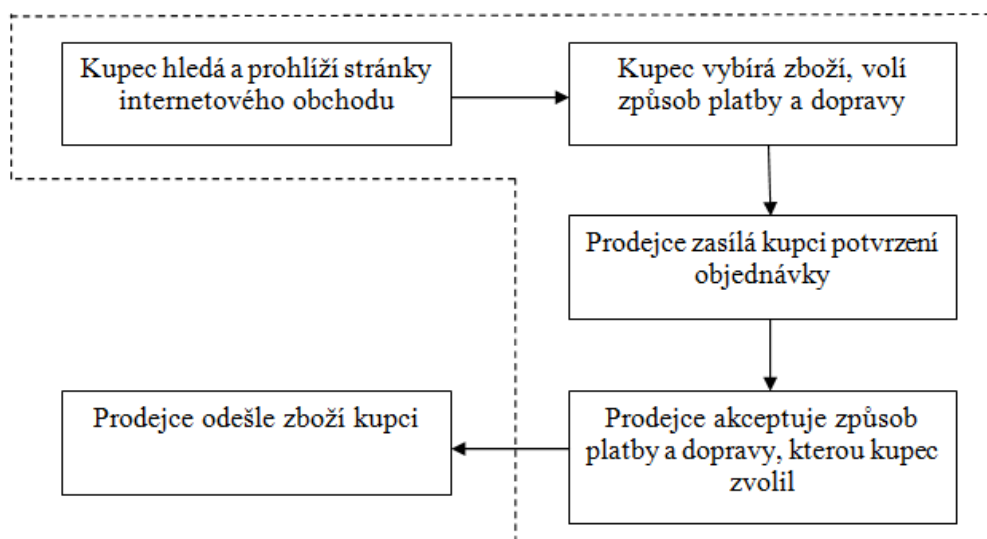 Kupec hledá a prohlíží stránky
internetového obchodu
Kupec vybírá zboží, volí
způsob platby a dopravy
Prodejce zasílá kupci potvrzení
objednávky
Prodejce akceptuje způsob
platby a dopravy, kterou kupec
zvolil
Prodejce odešle zboží kupci